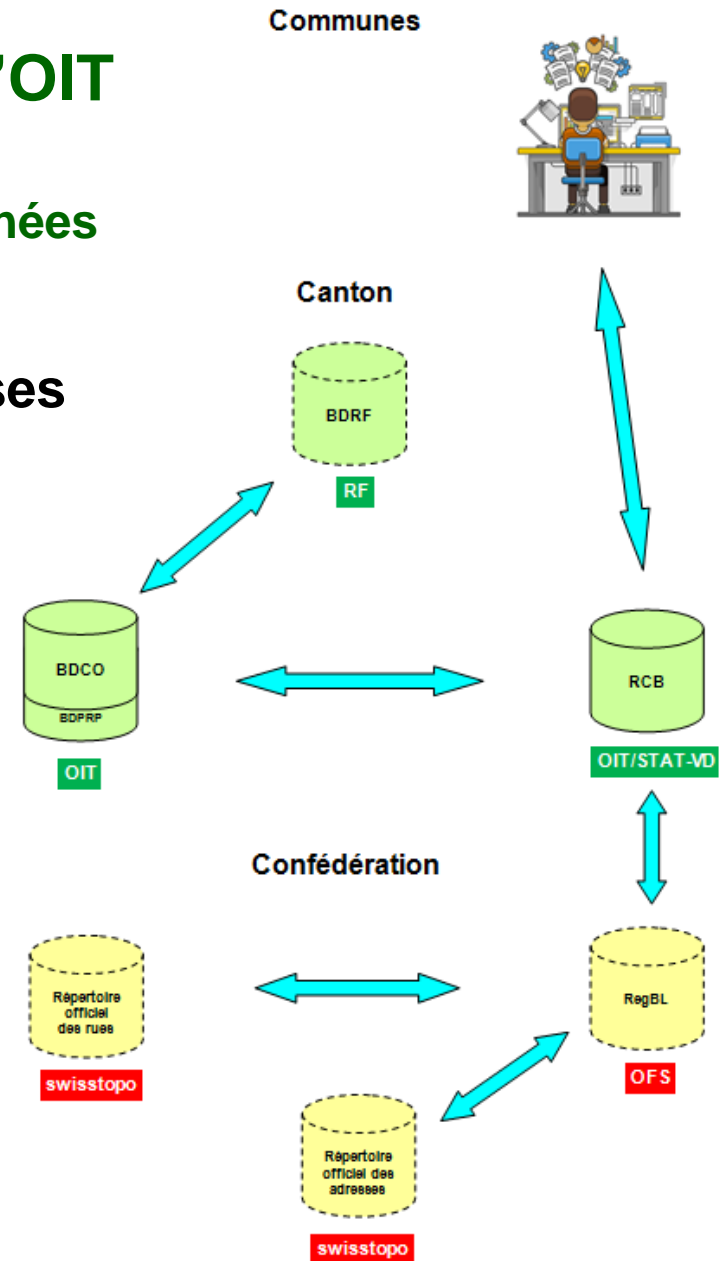 Communes
'OIT
nées
Canton
ses
BDRF
RF
BDCO
BDPRP
OIT
RCB
OIT/STAT-VD
Confédération
Répertoire
officiel
des rues
swisstopo
RegBL
OFS
Répertoire
officiel des
adresses
swisstopo